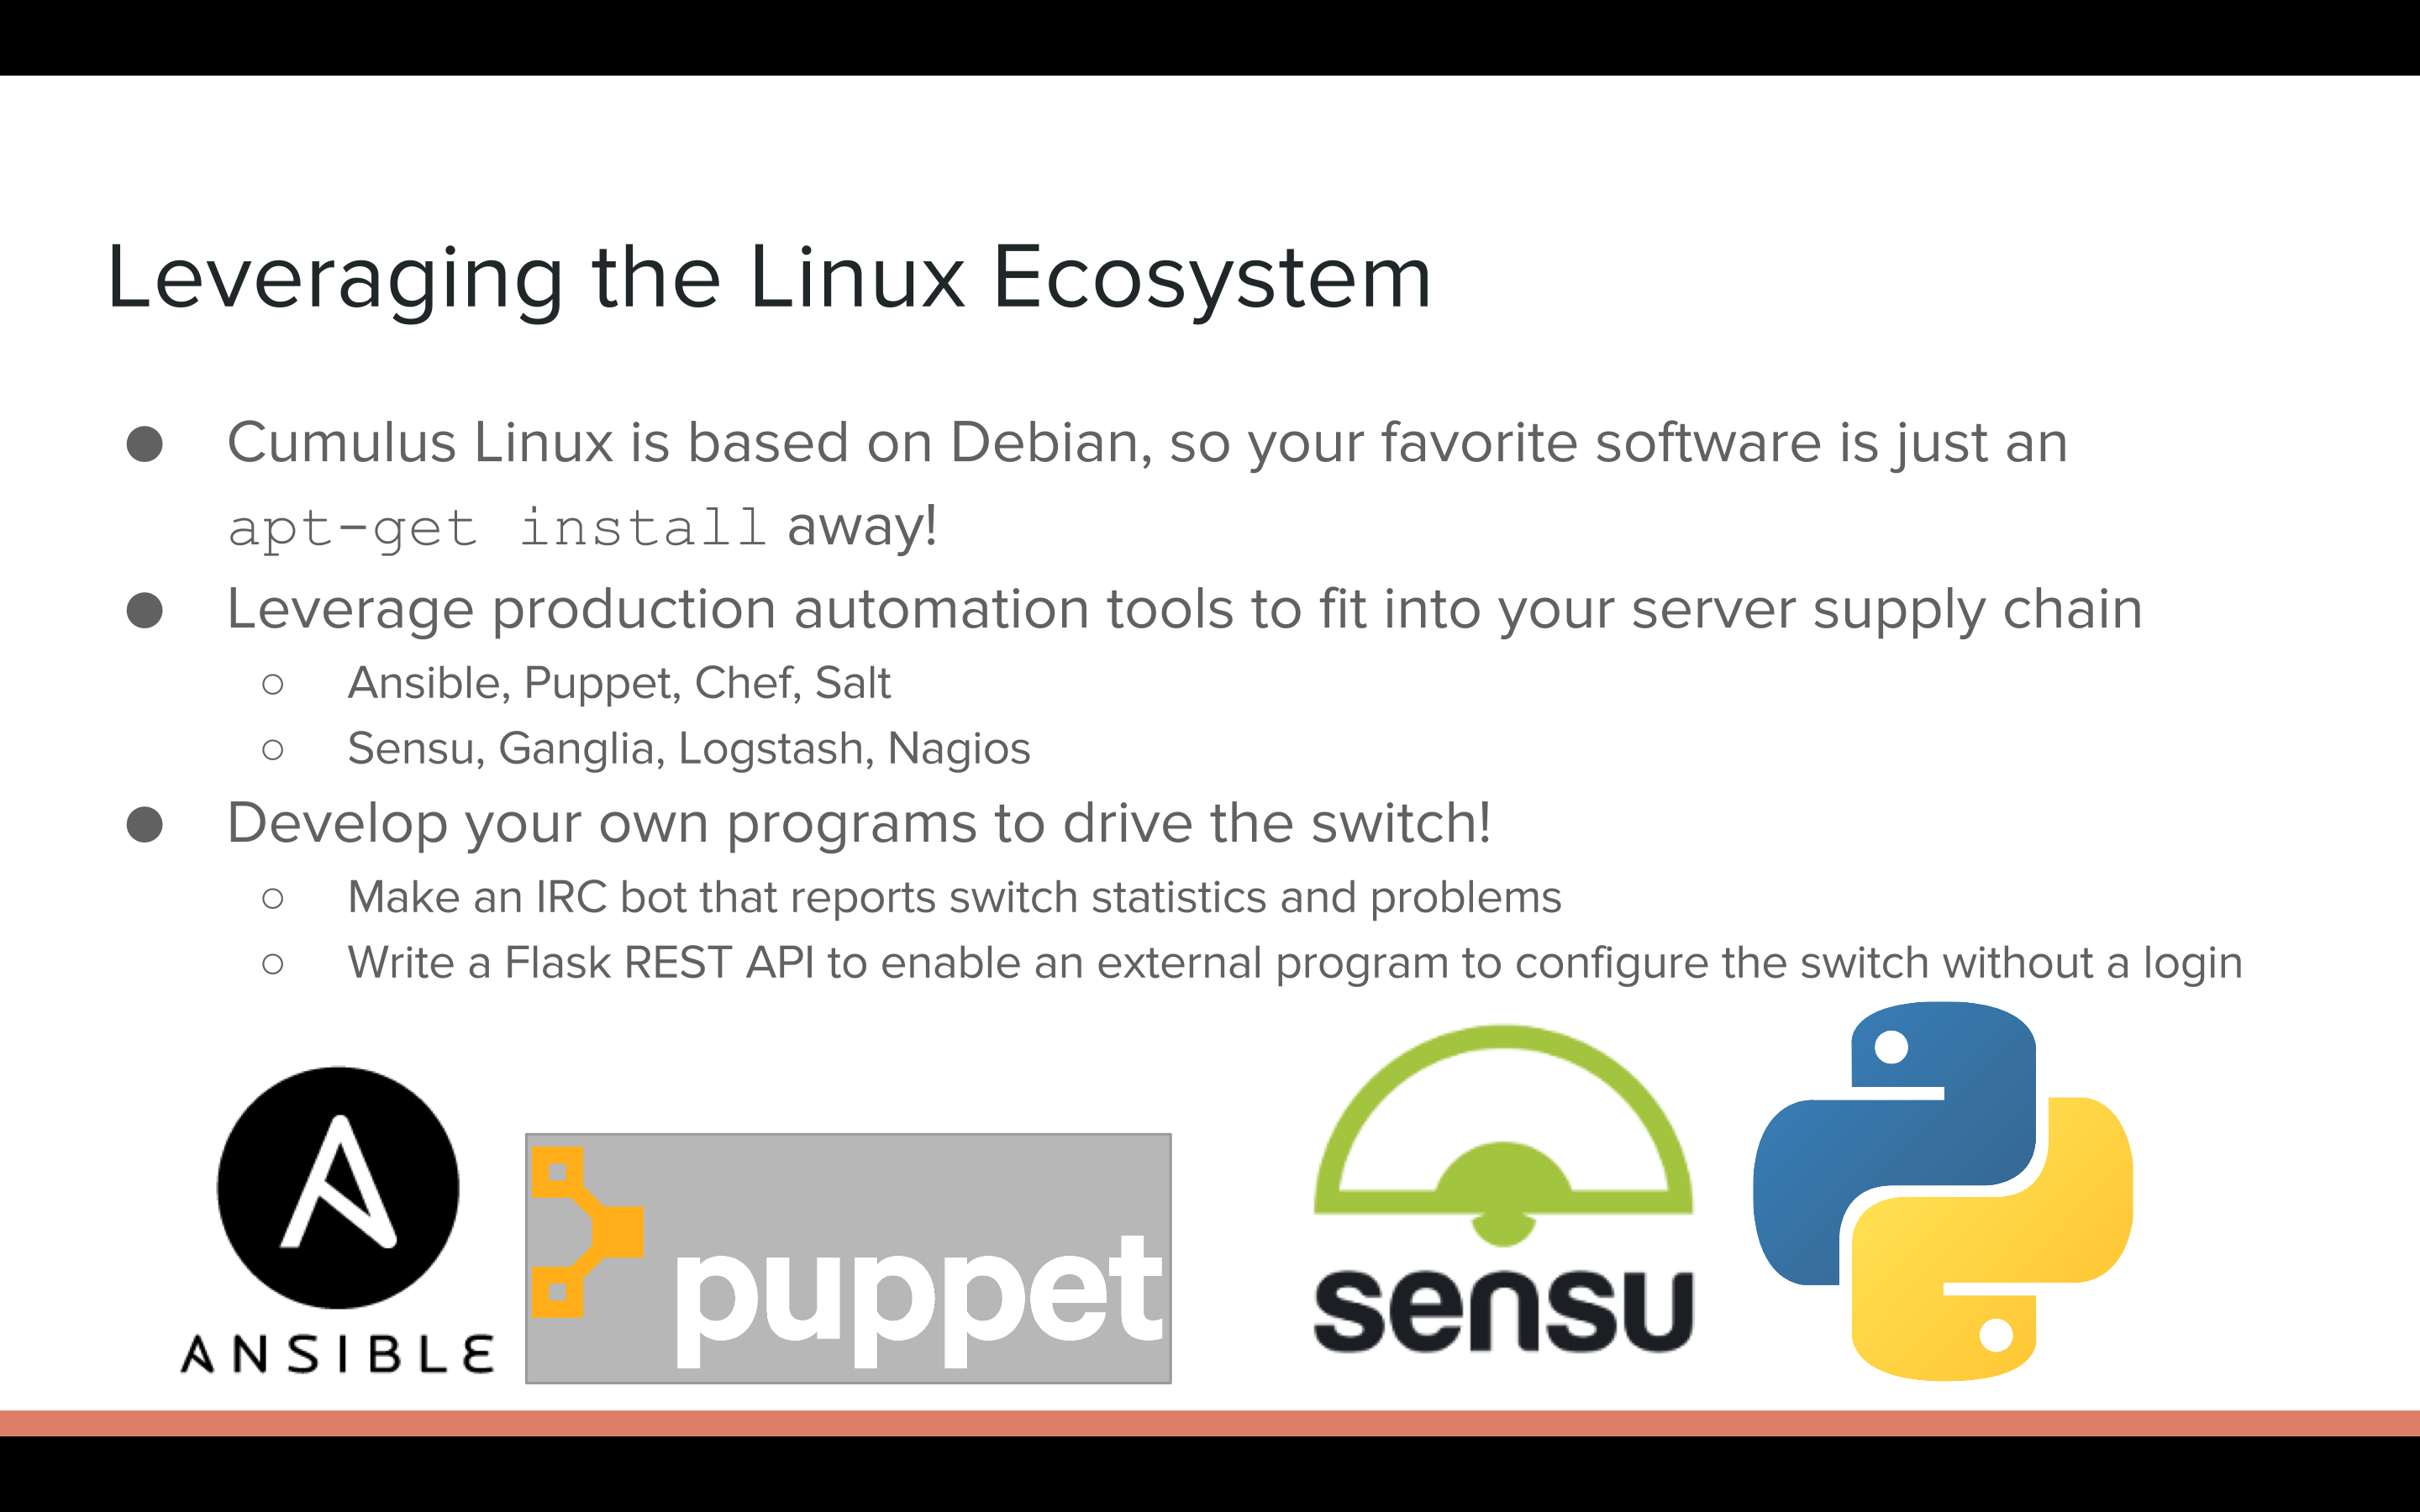 Leveraging the Linux Ecosystem
● Cumulus Linux is based on Debian, so your favorite software is just an
apt-get install away!
● Leverage production automation tools to fit into your server supply chain
○ Ansible, Puppet, Chef, Salt
○ Sensu, Ganglia, Logstash, Nagios
● Develop your own programs to drive the switch!
○ Make an IRC bot that reports switch statistics and problems
○ Write a Flask REST API to enable an external program to configure the switch without a login
ANSIBLE
puppet
sensu